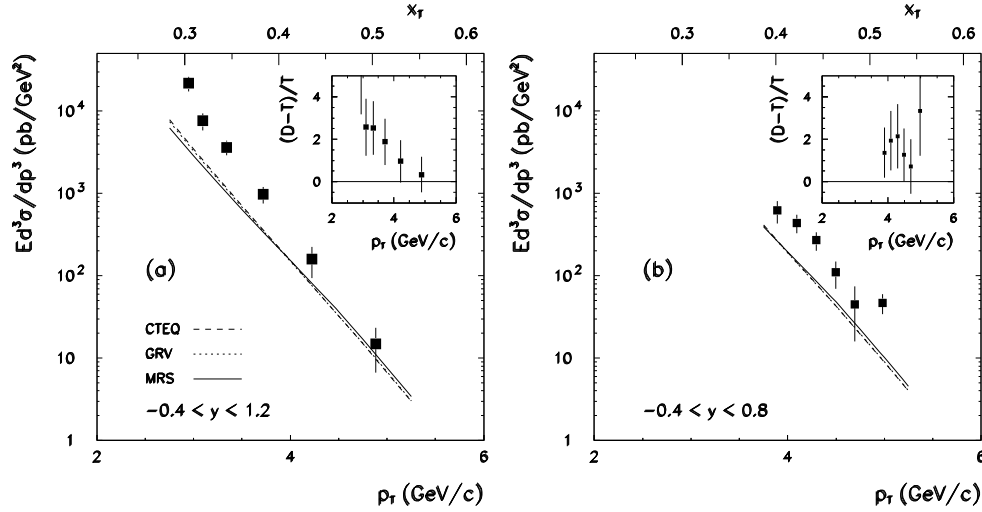 x_T
0.3 0.4 0.5 0.6
Ed³σ/dp³ (pb/GeV²)
10⁴
10³
10²
10
1
(D-T)/T
4
2
0
2 4 6
p_T (GeV/c)
(a)
CTEQ
GRV
MRS
-0.4 < y < 1.2
2 4 6
p_T (GeV/c)
x_T
0.3 0.4 0.5 0.6
Ed³σ/dp³ (pb/GeV²)
10⁴
10³
10²
10
1
(D-T)/T
4
2
0
2 4 6
p_T (GeV/c)
(b)
-0.4 < y < 0.8
2 4 6
p_T (GeV/c)